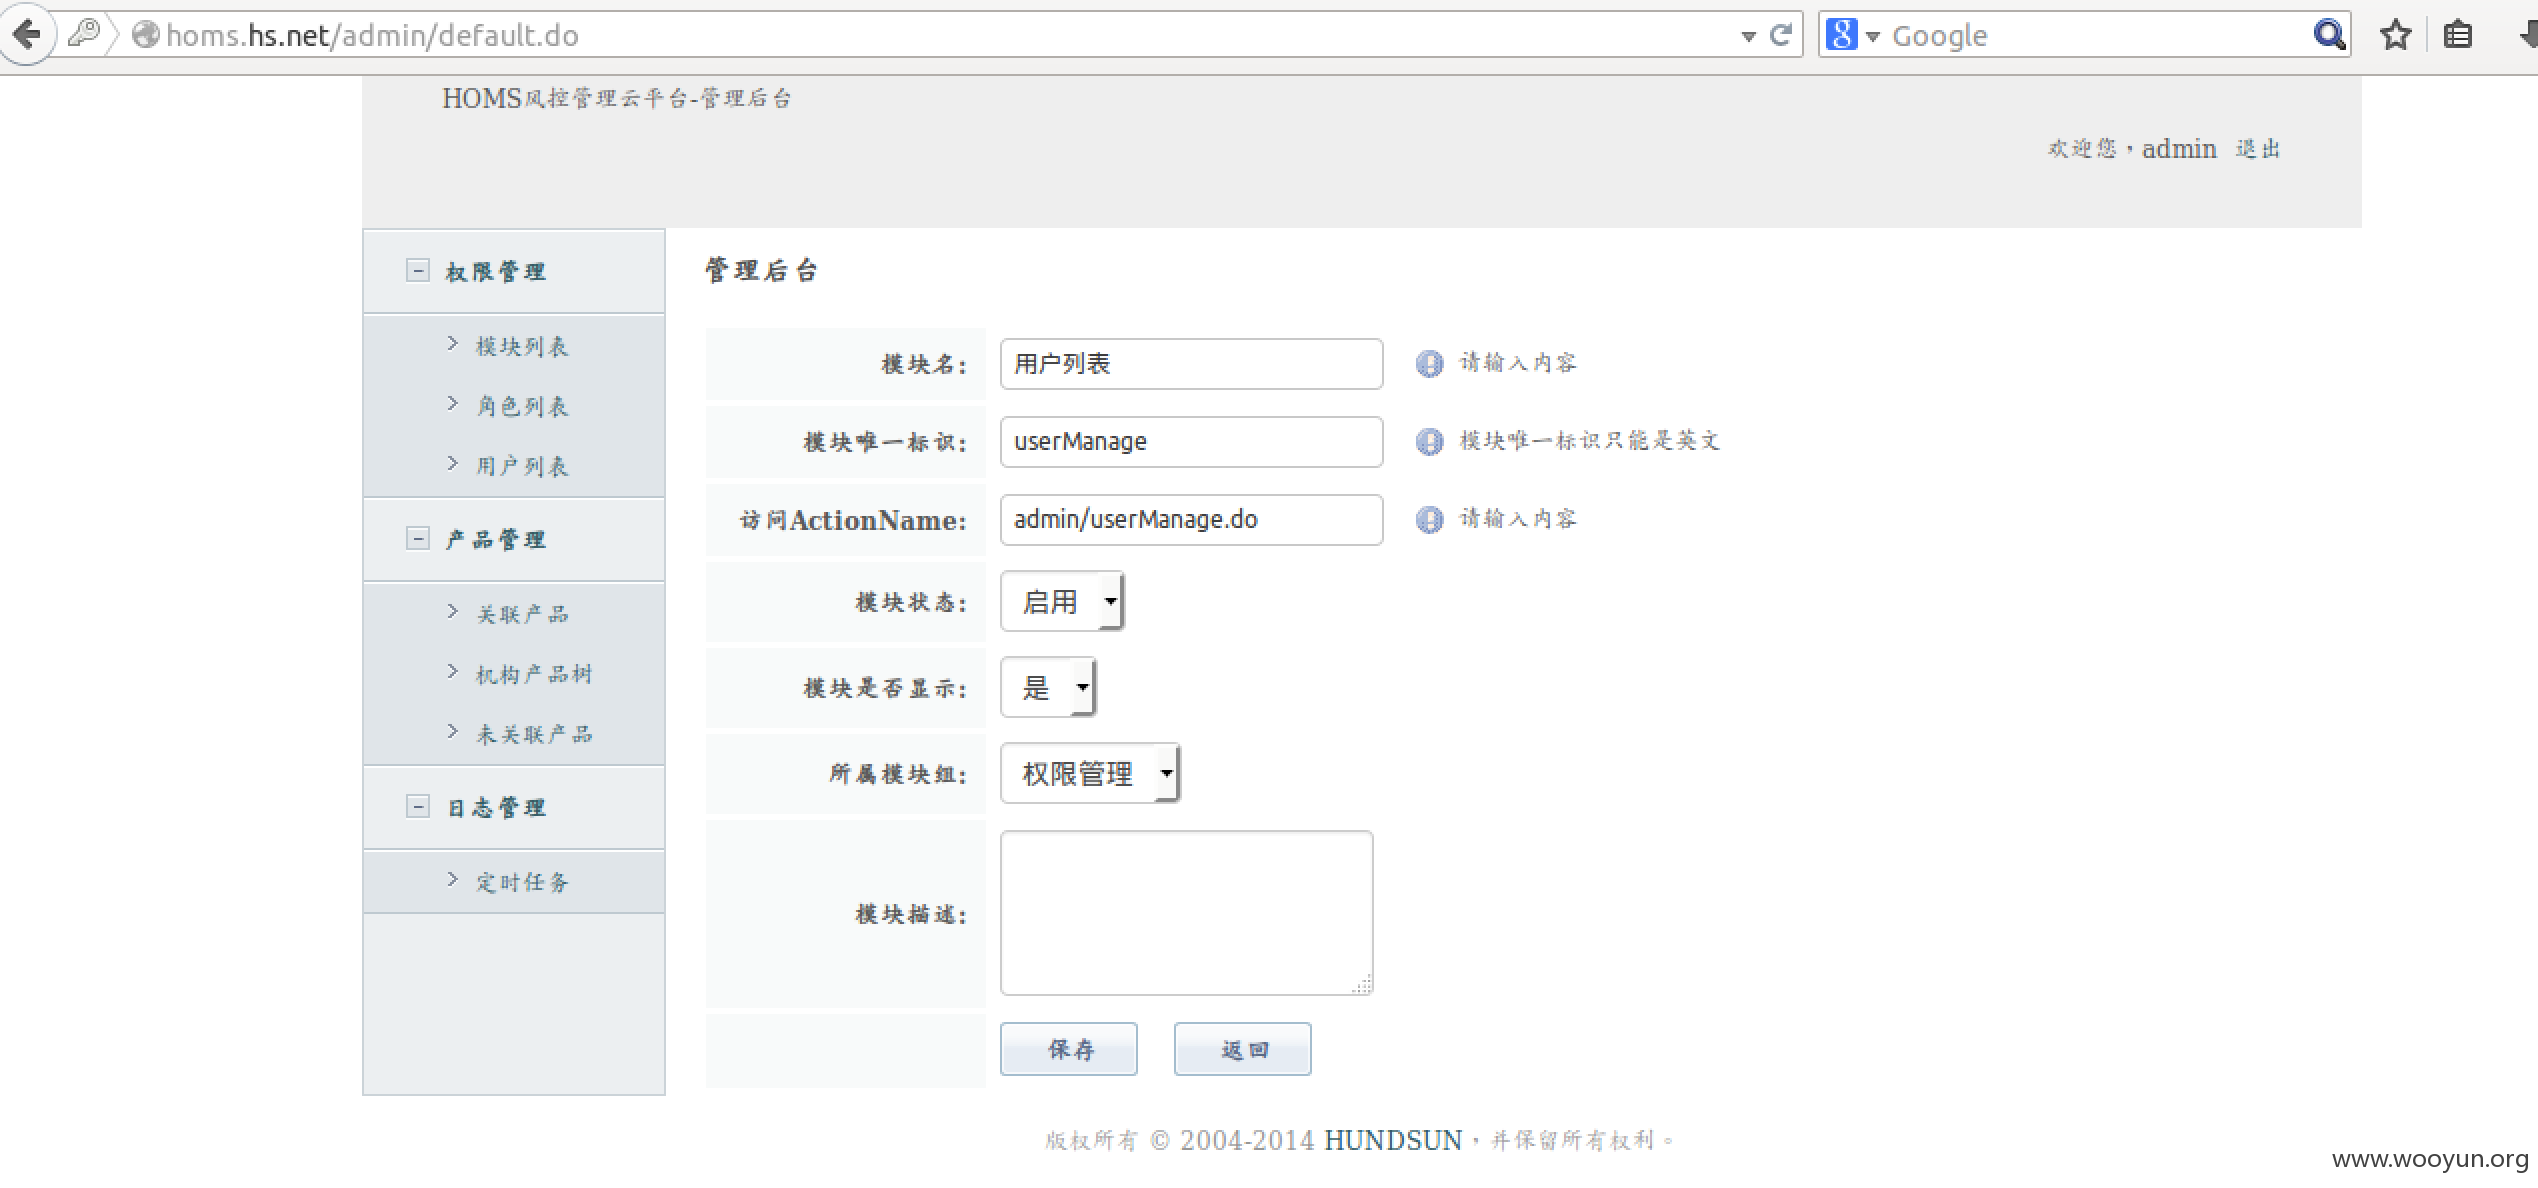 homs.hs.net/admin/default.do
Google
HOMS风控管理云平台-管理后台
欢迎您，admin 退出
权限管理
模块列表
角色列表
用户列表
产品管理
关联产品
机构产品树
未关联产品
日志管理
定时任务
管理后台
模块名: 用户列表 请输入内容
模块唯一标识: userManage 模块唯一标识只能是英文
访问ActionName: admin/userManage.do 请输入内容
模块状态: 启用
模块是否显示: 是
所属模块组: 权限管理
模块描述:
保存 返回
版权所有 © 2004-2014 HUNDSUN，并保留所有权利。
www.wooyun.org